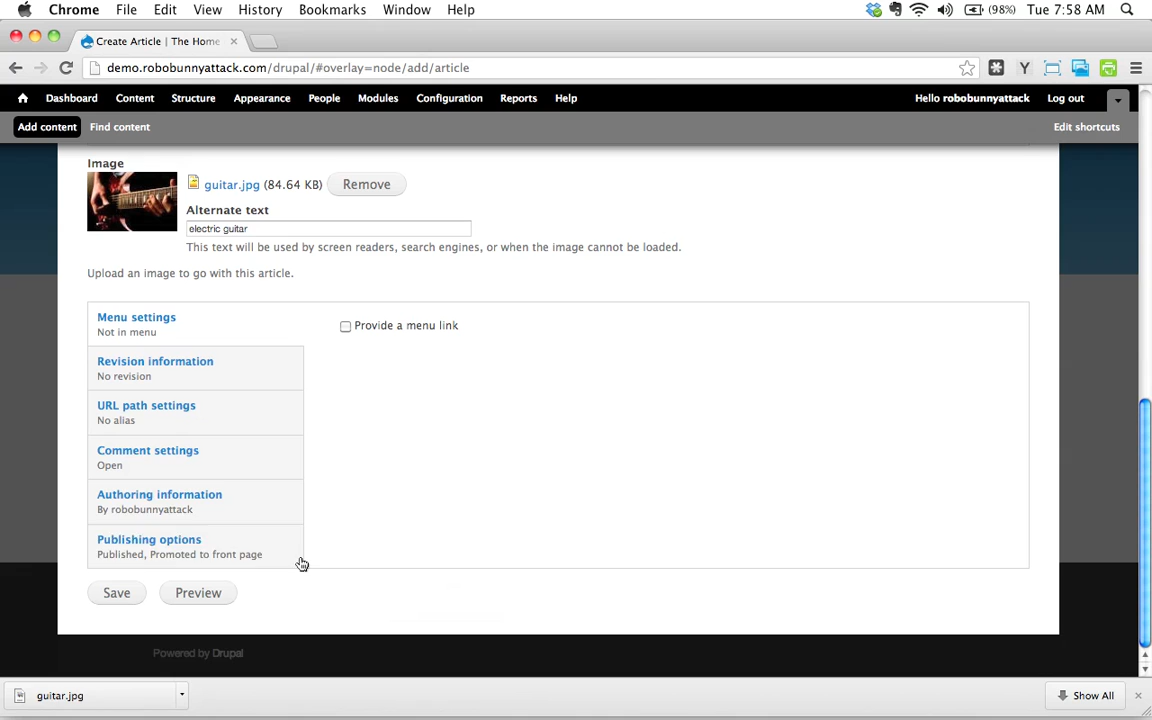 Chrome File Edit View History Bookmarks Window Help (98%) Tue 7:58 AM
Create Article | The Home
demo.robobunnyattack.com/drupal/#overlay=node/add/article
Dashboard Content Structure Appearance People Modules Configuration Reports Help Hello robobunnyattack Log out
Add content Find content Edit shortcuts
Image
guitar.jpg (84.64 KB) Remove
Alternate text
electric guitar
This text will be used by screen readers, search engines, or when the image cannot be loaded.
Upload an image to go with this article.
Menu settings
Not in menu
Provide a menu link
Revision information
No revision
URL path settings
No alias
Comment settings
Open
Authoring information
By robobunnyattack
Publishing options
Published, Promoted to front page
Save Preview
Powered by Drupal
guitar.jpg Show All